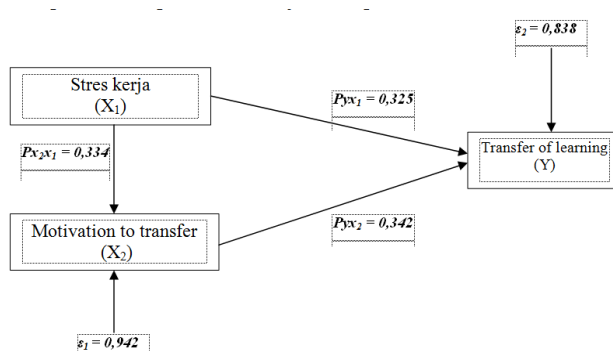 ε₂ = 0,838
Stres kerja
(X₁)
Pyx₁ = 0,325
Px₂x₁ = 0,334
Transfer of learning
(Y)
Motivation to transfer
(X₂)
Pyx₂ = 0,342
ε₁ = 0,942